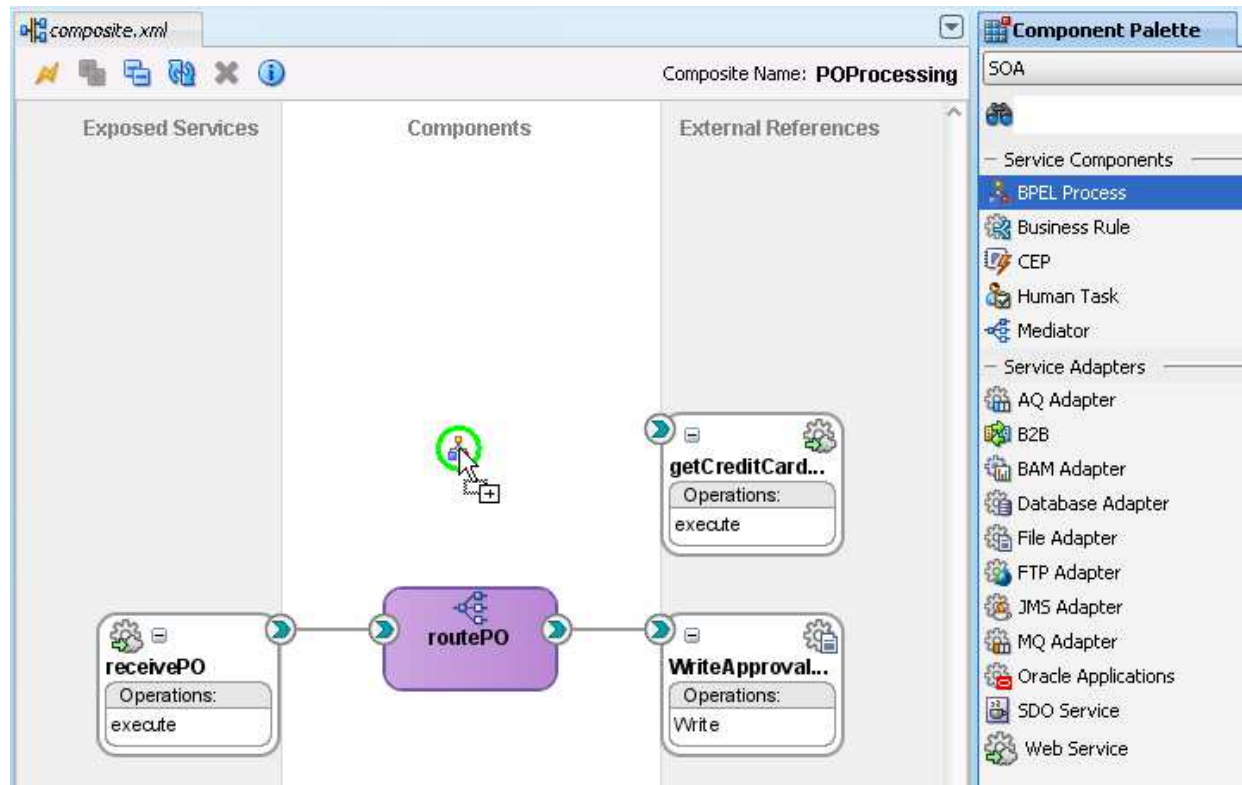 composite.xml
Component Palette
Composite Name: POProcessing
SOA
Exposed Services
Components
External References
Service Components
BPEL Process
Business Rule
CEP
Human Task
Mediator
Service Adapters
AQ Adapter
B2B
BAM Adapter
Database Adapter
File Adapter
FTP Adapter
JMS Adapter
MQ Adapter
Oracle Applications
SDO Service
Web Service
getCreditCard...
Operations:
execute
routePO
receivePO
Operations:
execute
WriteApproval...
Operations:
Write